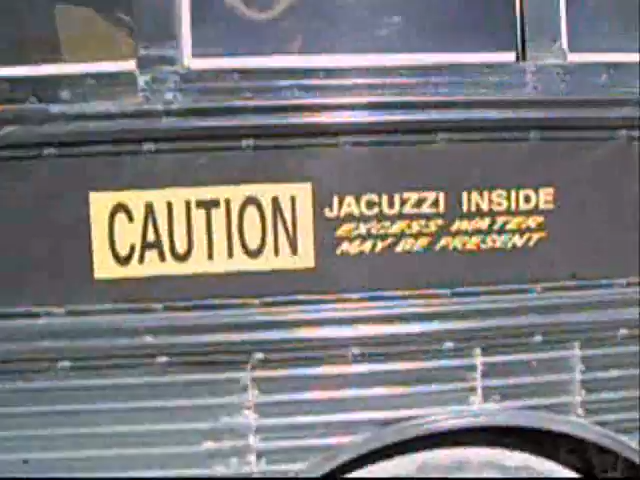 CAUTION
JACUZZI INSIDE
EXCESS WATER
MAY BE PRESENT